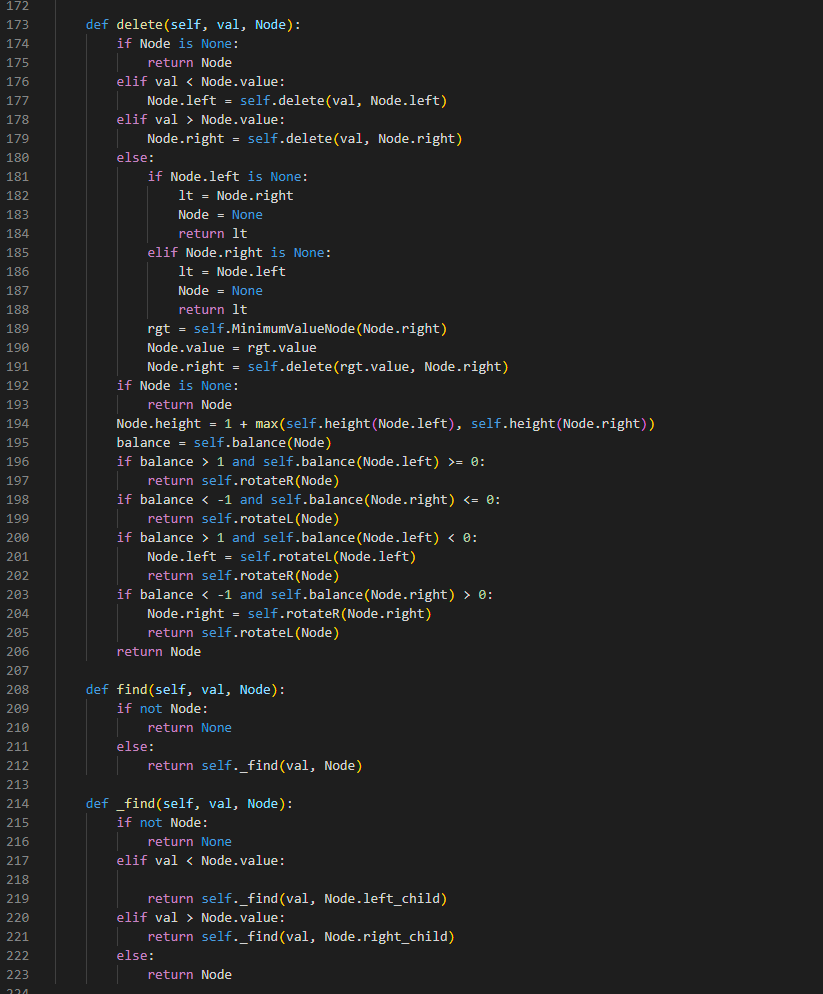 172
173 def delete(self, val, Node):
174 if Node is None:
175 return Node
176 elif val < Node.value:
177 Node.left = self.delete(val, Node.left)
178 elif val > Node.value:
179 Node.right = self.delete(val, Node.right)
180 else:
181 if Node.left is None:
182 lt = Node.right
183 Node = None
184 return lt
185 elif Node.right is None:
186 lt = Node.left
187 Node = None
188 return lt
189 rgt = self.MinimumValueNode(Node.right)
190 Node.value = rgt.value
191 Node.right = self.delete(rgt.value, Node.right)
192 if Node is None:
193 return Node
194 Node.height = 1 + max(self.height(Node.left), self.height(Node.right))
195 balance = self.balance(Node)
196 if balance > 1 and self.balance(Node.left) >= 0:
197 return self.rotateR(Node)
198 if balance < -1 and self.balance(Node.right) <= 0:
199 return self.rotateL(Node)
200 if balance > 1 and self.balance(Node.left) < 0:
201 Node.left = self.rotateL(Node.left)
202 return self.rotateR(Node)
203 if balance < -1 and self.balance(Node.right) > 0:
204 Node.right = self.rotateR(Node.right)
205 return self.rotateL(Node)
206 return Node
207
208 def find(self, val, Node):
209 if not Node:
210 return None
211 else:
212 return self._find(val, Node)
213
214 def _find(self, val, Node):
215 if not Node:
216 return None
217 elif val < Node.value:
218
219 return self._find(val, Node.left_child)
220 elif val > Node.value:
221 return self._find(val, Node.right_child)
222 else:
223 return Node
224